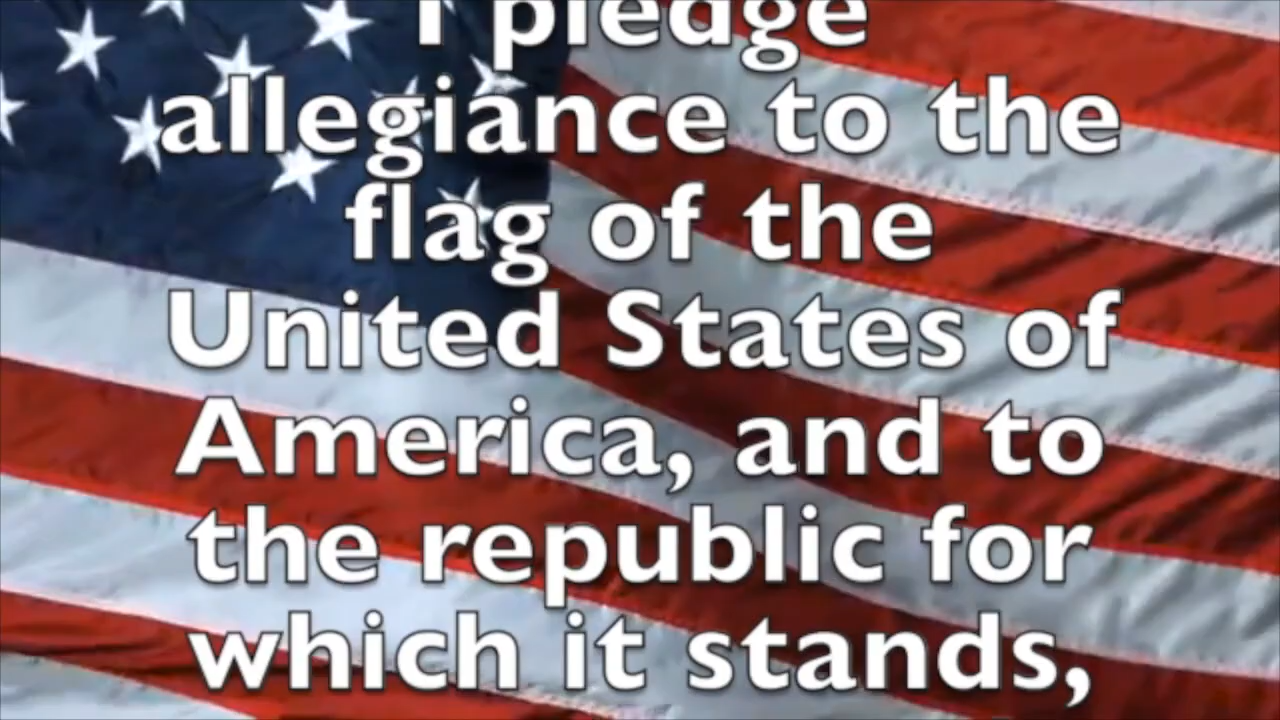 I pledge
allegiance to the
flag of the
United States of
America, and to
the republic for
which it stands,